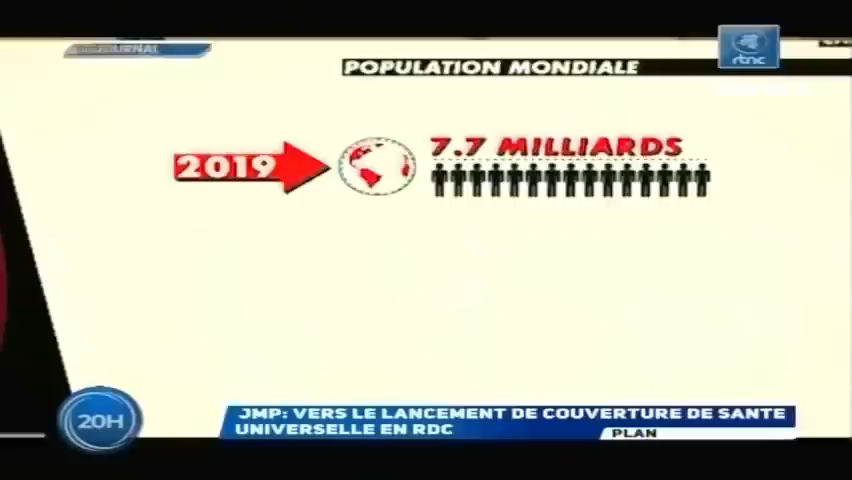 JOURNAL
rtnc
POPULATION MONDIALE
2019
7.7 MILLIARDS
20H
JMP: VERS LE LANCEMENT DE COUVERTURE DE SANTE
UNIVERSELLE EN RDC
PLAN